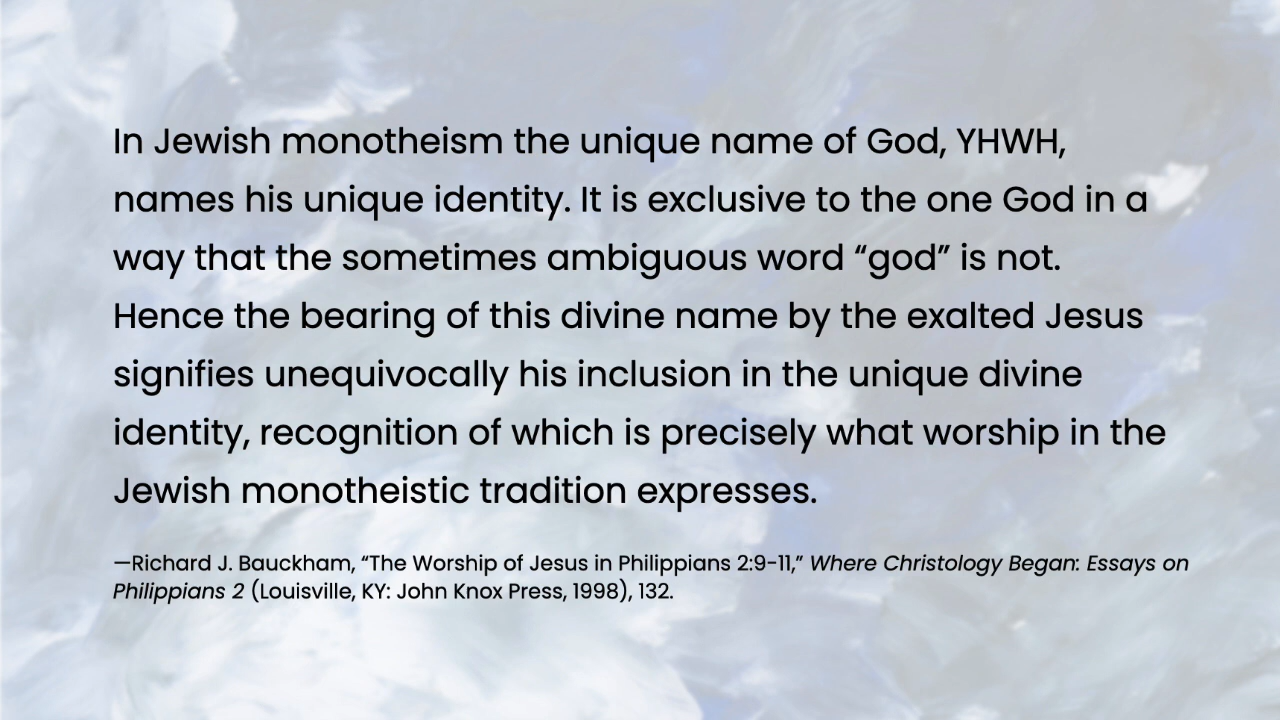 In Jewish monotheism the unique name of God, YHWH,
names his unique identity. It is exclusive to the one God in a
way that the sometimes ambiguous word “god” is not.
Hence the bearing of this divine name by the exalted Jesus
signifies unequivocally his inclusion in the unique divine
identity, recognition of which is precisely what worship in the
Jewish monotheistic tradition expresses.
—Richard J. Bauckham, “The Worship of Jesus in Philippians 2:9-11,” Where Christology Began: Essays on
Philippians 2 (Louisville, KY: John Knox Press, 1998), 132.